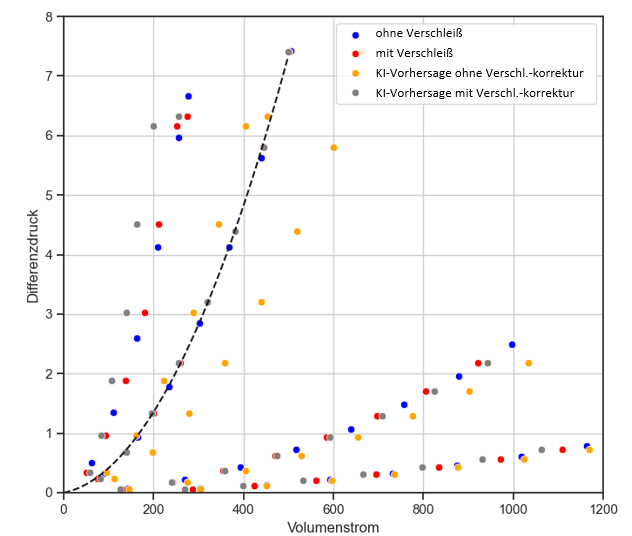 ohne Verschleiß
mit Verschleiß
KI-Vorhersage ohne Verschl.-korrektur
KI-Vorhersage mit Verschl.-korrektur
8
7
6
5
4
3
2
1
0
Differenzdruck
0 200 400 600 800 1000 1200
Volumenstrom